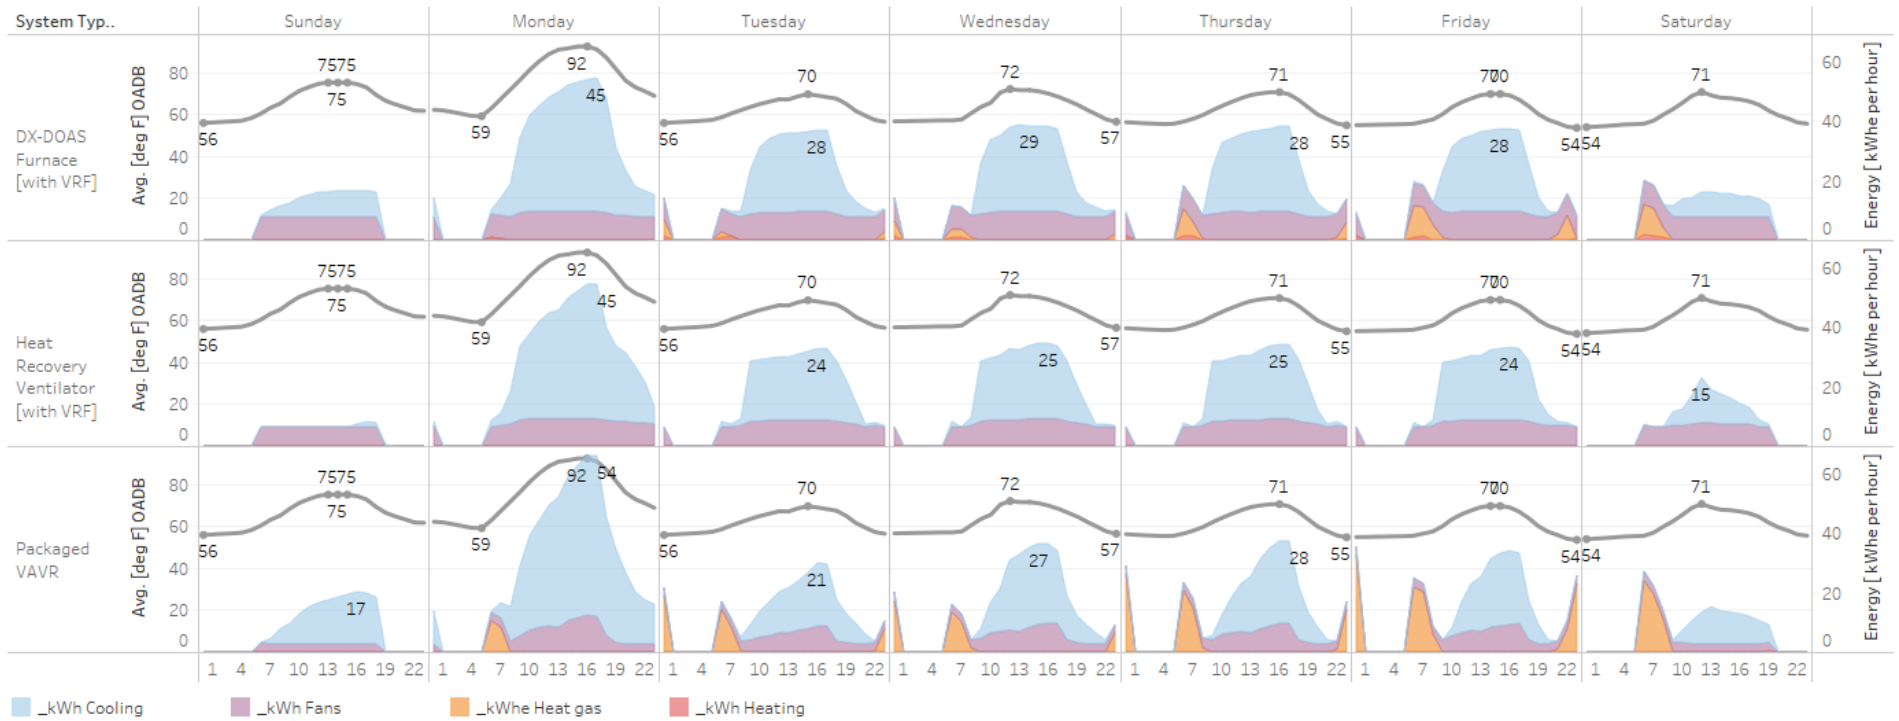 System Typ..
Sunday Monday Tuesday Wednesday Thursday Friday Saturday
DX-DOAS
Furnace
[with VRF]
Avg. [deg F] OADB
80
60
40
20
0
56 7575 75
59 92 45
56 70 28
72 29 57
71 28 55
700 28 54
54 71
60
40
20
0
Energy [ kWhe per hour]
Heat
Recovery
Ventilator
[with VRF]
Avg. [deg F] OADB
80
60
40
20
0
56 7575 75
59 92 45
56 70 24
72 25 57
71 25 55
700 24 54
54 71 15
60
40
20
0
Energy [ kWhe per hour]
Packaged
VAVR
Avg. [deg F] OADB
80
60
40
20
0
56 7575 75 17
59 92 54
56 70 21
72 27 57
71 28 55
700 54
54 71
60
40
20
0
Energy [ kWhe per hour]
1 4 7 10 13 16 19 22 1 4 7 10 13 16 19 22 1 4 7 10 13 16 19 22 1 4 7 10 13 16 19 22 1 4 7 10 13 16 19 22 1 4 7 10 13 16 19 22 1 4 7 10 13 16 19 22
_kWh Cooling _kWh Fans _kWhe Heat gas _kWh Heating